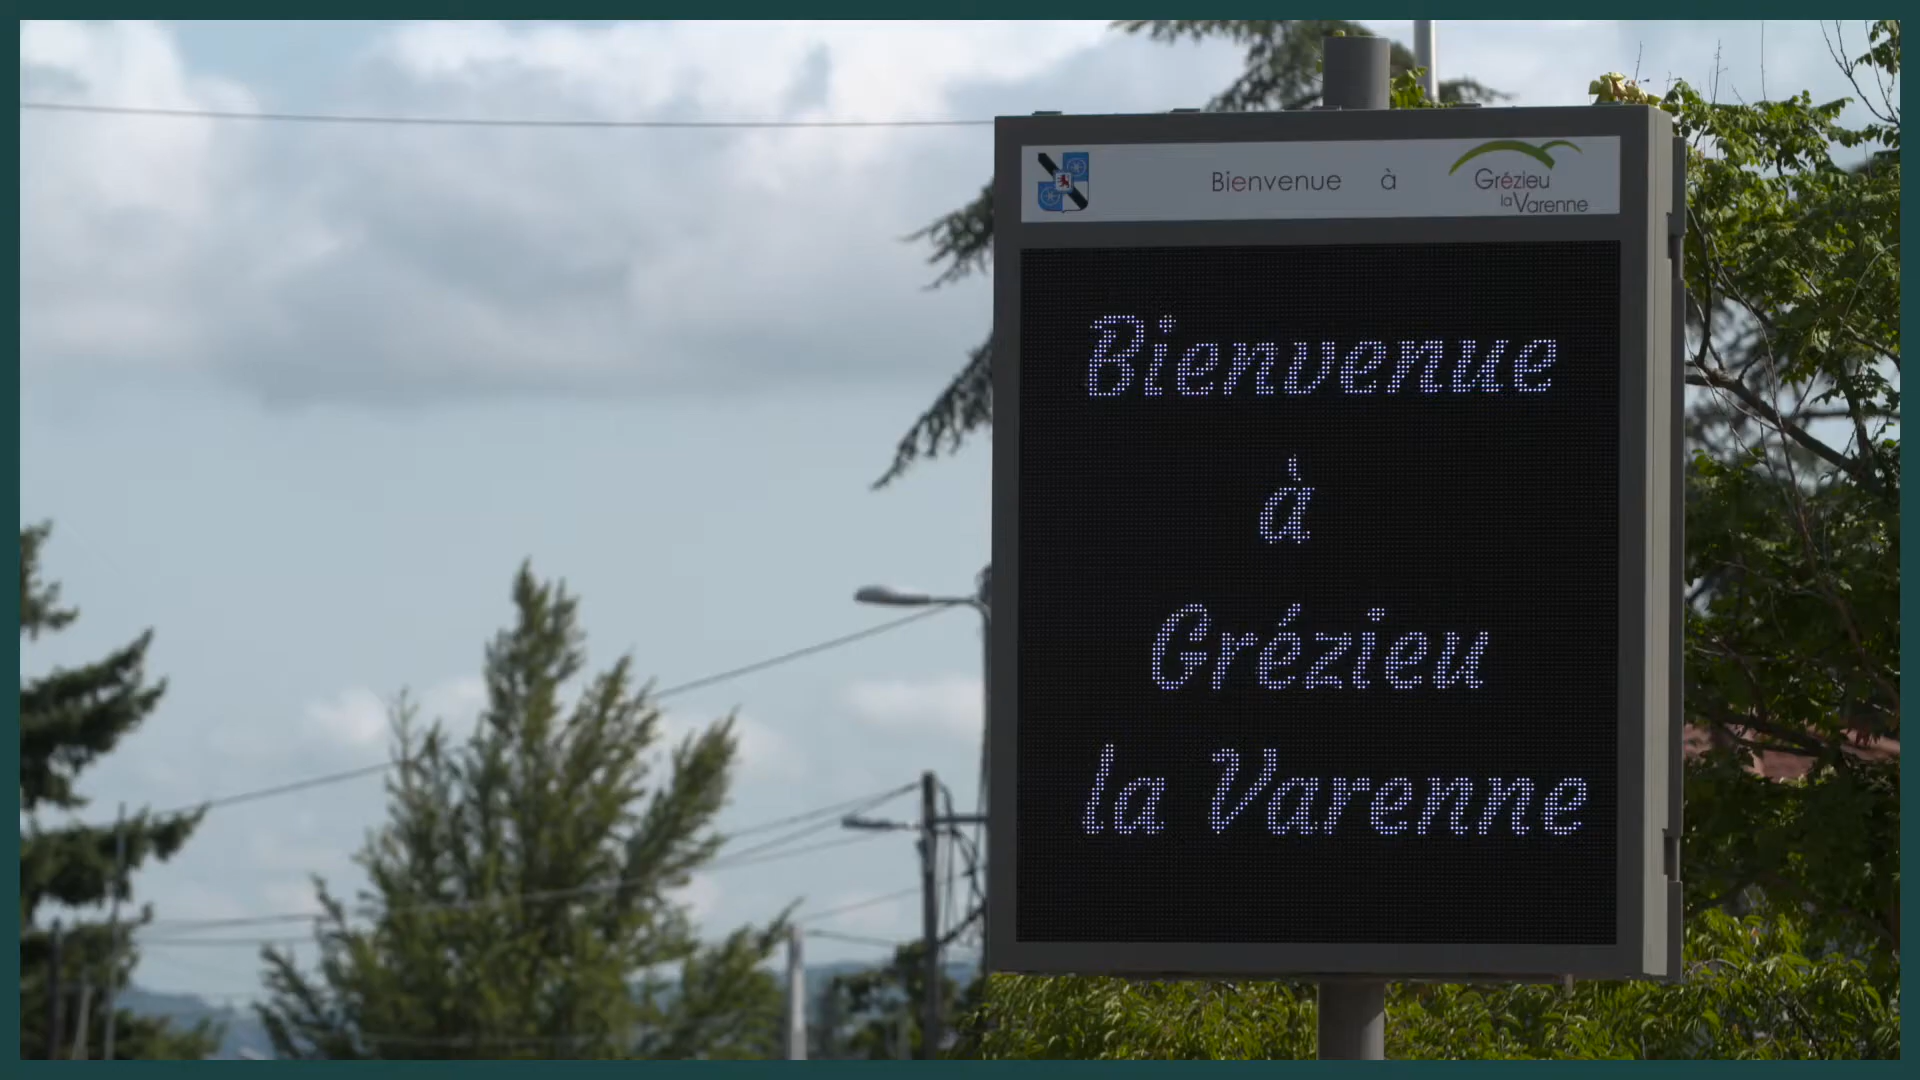 Bienvenue à Grézieu
la Varenne
Bienvenue
à
Grézieu
la Varenne